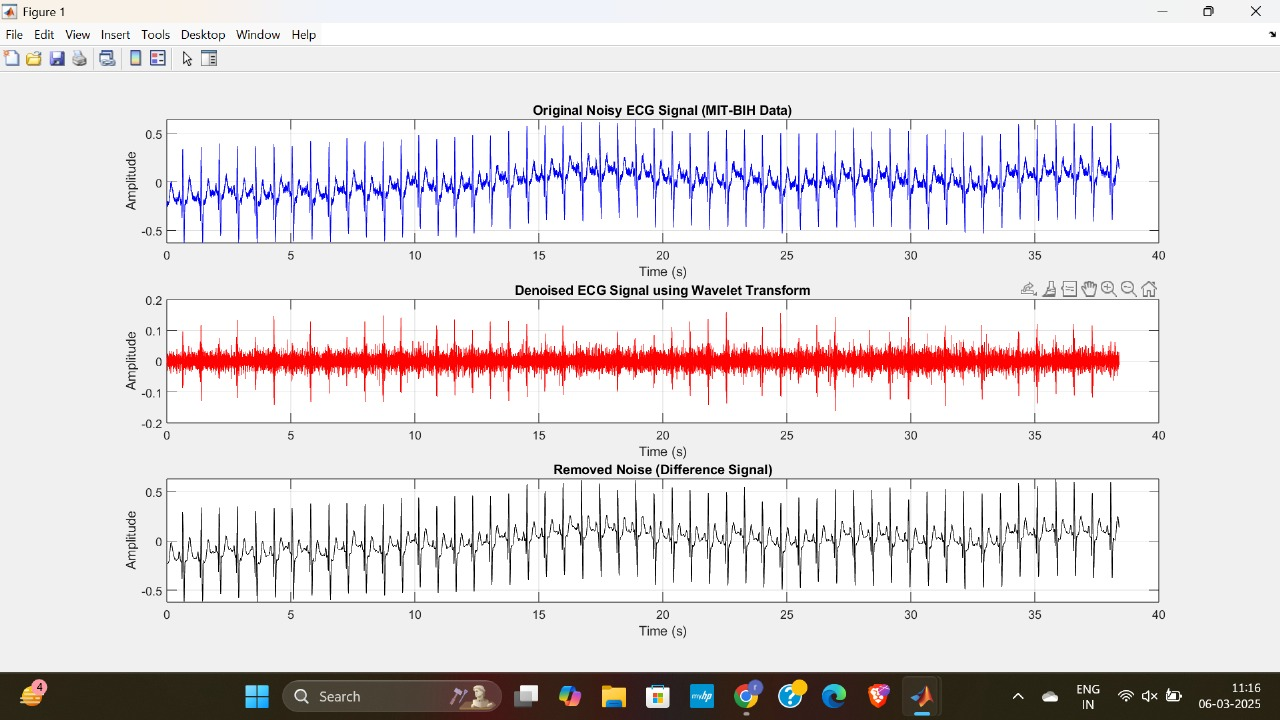 Figure 1
File Edit View Insert Tools Desktop Window Help
Original Noisy ECG Signal (MIT-BIH Data)
0.5
0
-0.5
Amplitude
0 5 10 15 20 25 30 35 40
Time (s)
Denoised ECG Signal using Wavelet Transform
0.2
0.1
0
-0.1
-0.2
Amplitude
0 5 10 15 20 25 30 35 40
Time (s)
Removed Noise (Difference Signal)
0.5
0
-0.5
Amplitude
0 5 10 15 20 25 30 35 40
Time (s)
4
Search
myhp
r
ENG
IN
11:16
06-03-2025